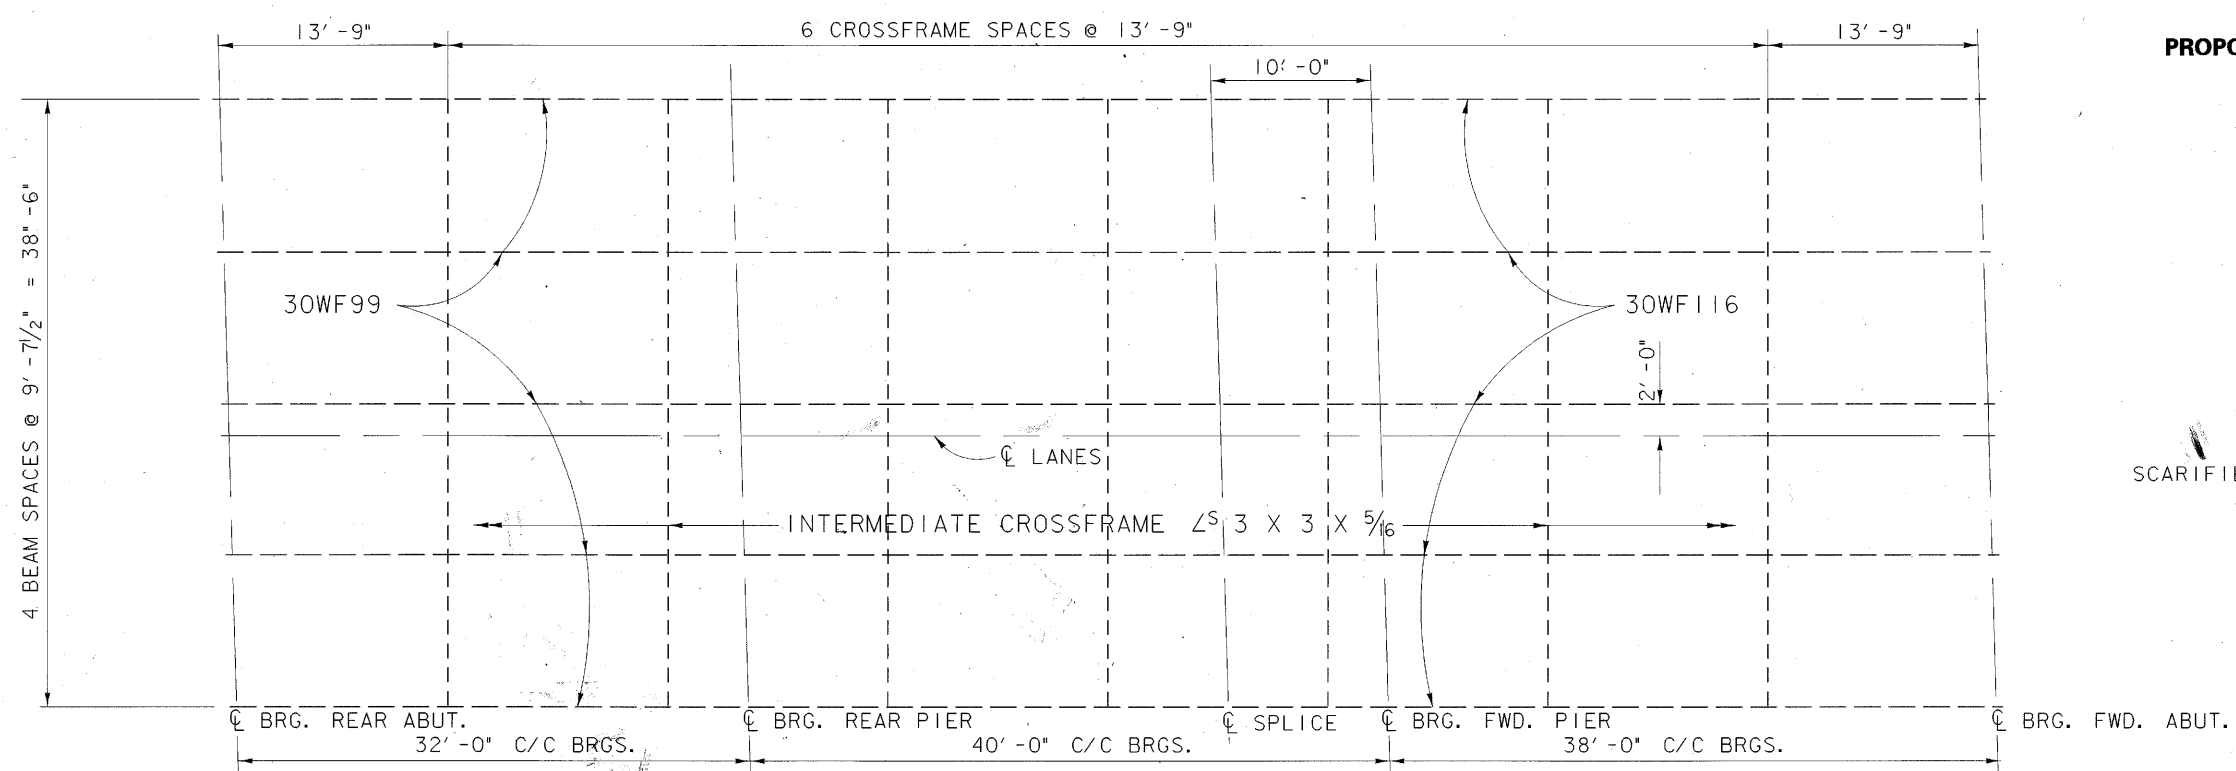 13'-9"
6 CROSSFRAME SPACES @ 13'-9"
13'-9"
PROPO
10'-0"
4 BEAM SPACES @ 9'-7 1/2" = 38"-6"
30WF99
30WF116
2'-0"
℄ LANES
SCARIFIE
INTERMEDIATE CROSSFRAME ∠S 3 X 3 X 5/16
℄ BRG. REAR ABUT.
℄ BRG. REAR PIER
℄ SPLICE
℄ BRG. FWD. PIER
℄ BRG. FWD. ABUT.
32'-0" C/C BRGS.
40'-0" C/C BRGS.
38'-0" C/C BRGS.